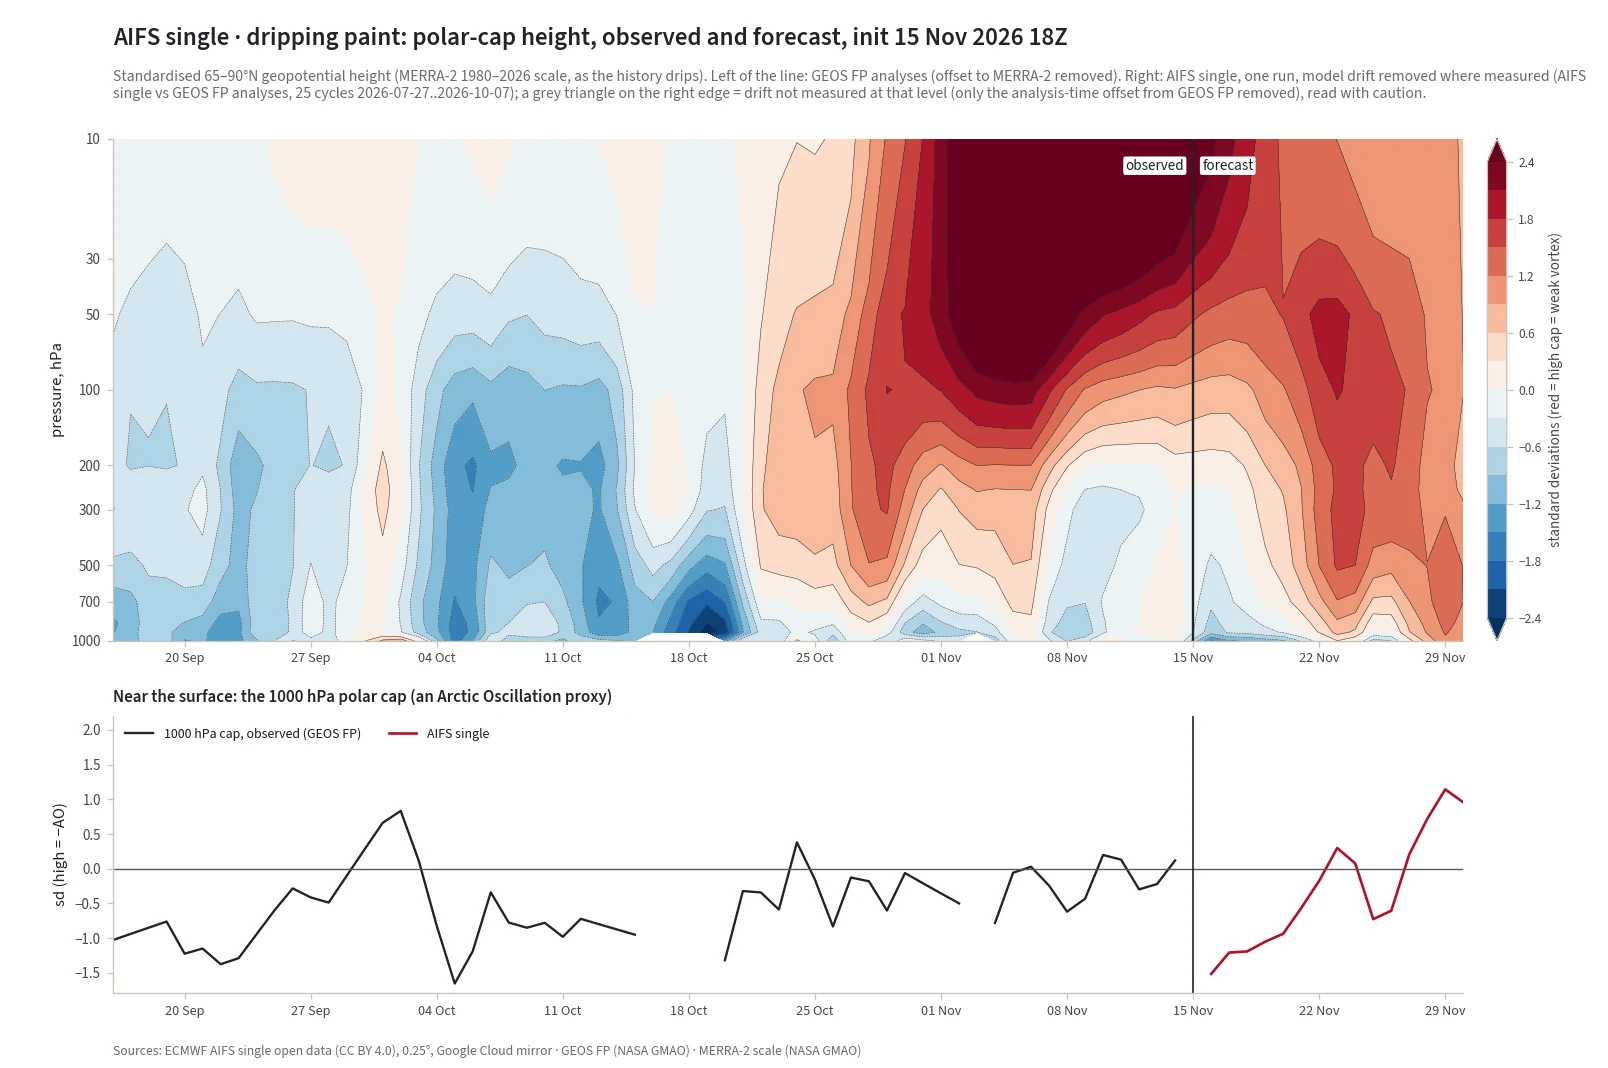 AIFS single · dripping paint: polar-cap height, observed and forecast, init 15 Nov 2026 18Z
Standardised 65–90°N geopotential height (MERRA-2 1980–2026 scale, as the history drips). Left of the line: GEOS FP analyses (offset to MERRA-2 removed). Right: AIFS single, one run, model drift removed where measured (AIFS
single vs GEOS FP analyses, 25 cycles 2026-07-27..2026-10-07); a grey triangle on the right edge = drift not measured at that level (only the analysis-time offset from GEOS FP removed), read with caution.
pressure, hPa
10
30
50
100
200
300
500
700
1000
observed
forecast
20 Sep
27 Sep
04 Oct
11 Oct
18 Oct
25 Oct
01 Nov
08 Nov
15 Nov
22 Nov
29 Nov
2.4
1.8
1.2
0.6
0.0
−0.6
−1.2
−1.8
−2.4
standard deviations (red = high cap = weak vortex)
Near the surface: the 1000 hPa polar cap (an Arctic Oscillation proxy)
sd (high = −AO)
2.0
1.5
1.0
0.5
0.0
−0.5
−1.0
−1.5
1000 hPa cap, observed (GEOS FP)
AIFS single
20 Sep
27 Sep
04 Oct
11 Oct
18 Oct
25 Oct
01 Nov
08 Nov
15 Nov
22 Nov
29 Nov
Sources: ECMWF AIFS single open data (CC BY 4.0), 0.25°, Google Cloud mirror · GEOS FP (NASA GMAO) · MERRA-2 scale (NASA GMAO)